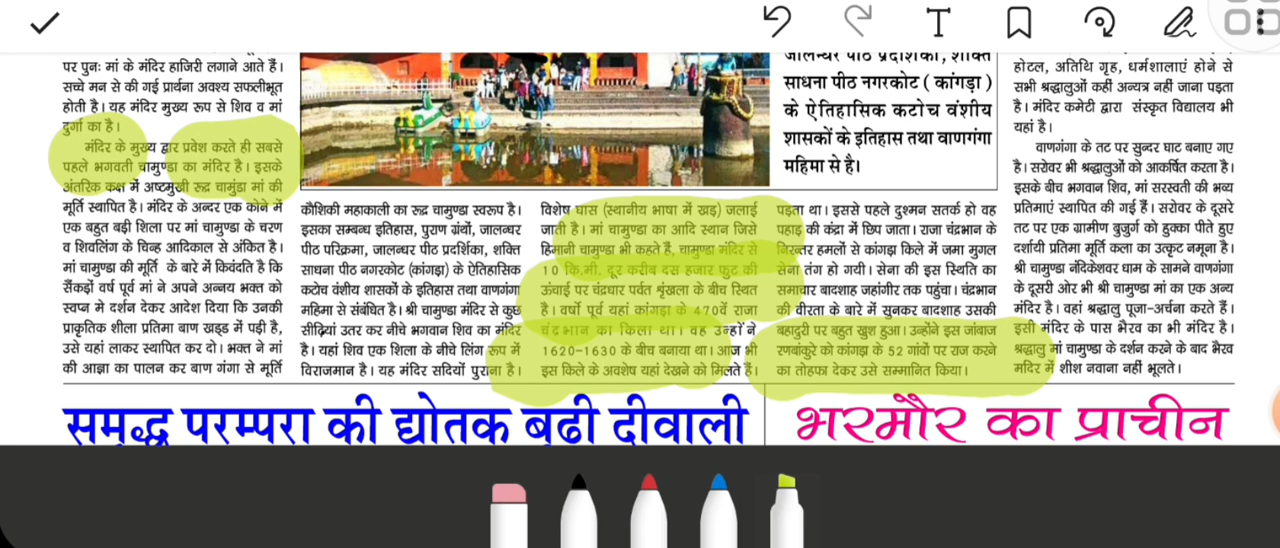 पर पुनः मां के मंदिर हाजिरी लगाने आते हैं।
सच्चे मन से की गई प्रार्थना अवश्य सफलीभूत
होती है। यह मंदिर मुख्य रूप से शिव व मां
दुर्गा का है।
मंदिर के मुख्य द्वार प्रवेश करते ही सबसे
पहले भगवती चामुण्डा का मंदिर है। इसके
अंतरिक कक्ष में अष्टमुखी रूद्र चामुंडा मां की
मूर्ति स्थापित है। मंदिर के अन्दर एक कोने में
एक बहुत बड़ी शिला पर मां चामुण्डा के चरण
व शिवलिंग के चिन्ह आदिकाल से अंकित है।
मां चामुण्डा की मूर्ति के बारे में किवंदति है कि
सैंकड़ों वर्ष पूर्व मां ने अपने अन्नय भक्त को
स्वप्न मे दर्शन देकर आदेश दिया कि उनकी
प्राकृतिक शीला प्रतिमा बाण खड्ड में पड़ी है,
उसे यहां लाकर स्थापित कर दो। भक्त ने मां
की आज्ञा का पालन कर बाण गंगा से मूर्ति
कौशिकी महाकाली का रूद्र चामुण्डा स्वरूप है।
इसका सम्बन्ध इतिहास, पुराण ग्रंथों, जालन्धर
पीठ परिक्रमा, जालन्धर पीठ प्रदर्शिका, शक्ति
साधना पीठ नगरकोट (कांगड़ा) के ऐतिहासिक
कटोच वंशीय शासकों के इतिहास तथा वाणगंगा
महिमा से संबंधित है। श्री चामुण्डा मंदिर से कुछ
सीढ़ियां उतर कर नीचे भगवान शिव का मंदिर
है। यहां शिव एक शिला के नीचे लिंग रूप में
विराजमान है। यह मंदिर सदियों पुराना है।
जालन्धर पीठ प्रदर्शिका, शक्ति
साधना पीठ नगरकोट ( कांगड़ा)
के ऐतिहासिक कटोच वंशीय
शासकों के इतिहास तथा वाणगंगा
महिमा से है।
विशेष घास (स्थानीय भाषा में खड़) जलाई
जाती है। मां चामुण्डा का आदि स्थान जिसे
हिमानी चामुण्डा भी कहते हैं, चामुण्डा मंदिर से
10 कि.मी. दूर करीब दस हजार फुट की
ऊंचाई पर चंद्रधार पर्वत श्रृंखला के बीच स्थित
है। वर्षों पूर्व यहां कांगड़ा के 470वें राजा
चंद्रभान का किला था। वह उन्होंने
1620-1630 के बीच बनाया था। आज भी
इस किले के अवशेष यहां देखने को मिलते हैं।
पड़ता था। इससे पहले दुश्मन सतर्क हो वह
पहाड़ की कंद्रा में छिप जाता। राजा चंद्रभान के
निरन्तर हमलों से कांगझ किले में जमा मुगल
सेना तंग हो गयी। सेना की इस स्थिति का
समाचार बादशाह जहांगीर तक पहुंचा। चंद्रभान
की वीरता के बारे में सुनकर बादशाह उसकी
बहादुरी पर बहुत खुश हुआ। उन्होंने इस जांबाज
रणबांकुरे को कांगझ के 52 गांवों पर राज करने
का तोहफा देकर उसे सम्मानित किया।
होटल, अतिथि गृह, धर्मशालाएं होने से
सभी श्रद्धालुओं कहीं अन्यत्र नहीं जाना पड़ता
है। मंदिर कमेटी द्वारा संस्कृत विद्यालय भी
यहां है।
वाणगंगा के तट पर सुन्दर घाट बनाए गए
है। सरोवर भी श्रद्धालुओं को आकर्षित करता है।
इसके बीच भगवान शिव, मां सरस्वती की भव्य
प्रतिमाएं स्थापित की गई हैं। सरोवर के दूसरे
तट पर एक ग्रामीण बुजुर्ग को हुक्का पीते हुए
दर्शाया प्रतिमा मूर्ति कला का उत्कृट नमूना है।
श्री चामुण्डा नंदिकेशवर धाम के सामने वाणगंगा
के दूसरी ओर भी श्री चामुण्डा मां का एक अन्य
मंदिर है। वहां श्रद्धालु पूजा-अर्चना करते हैं।
इसी मंदिर के पास भैरव का भी मंदिर है।
श्रद्धालु मां चामुण्डा के दर्शन करने के बाद भैरव
मंदिर में शीश नवाना नहीं भूलते।
समृद्ध परम्परा की द्योतक बूढ़ी दीवाली
भरमौर का प्राचीन